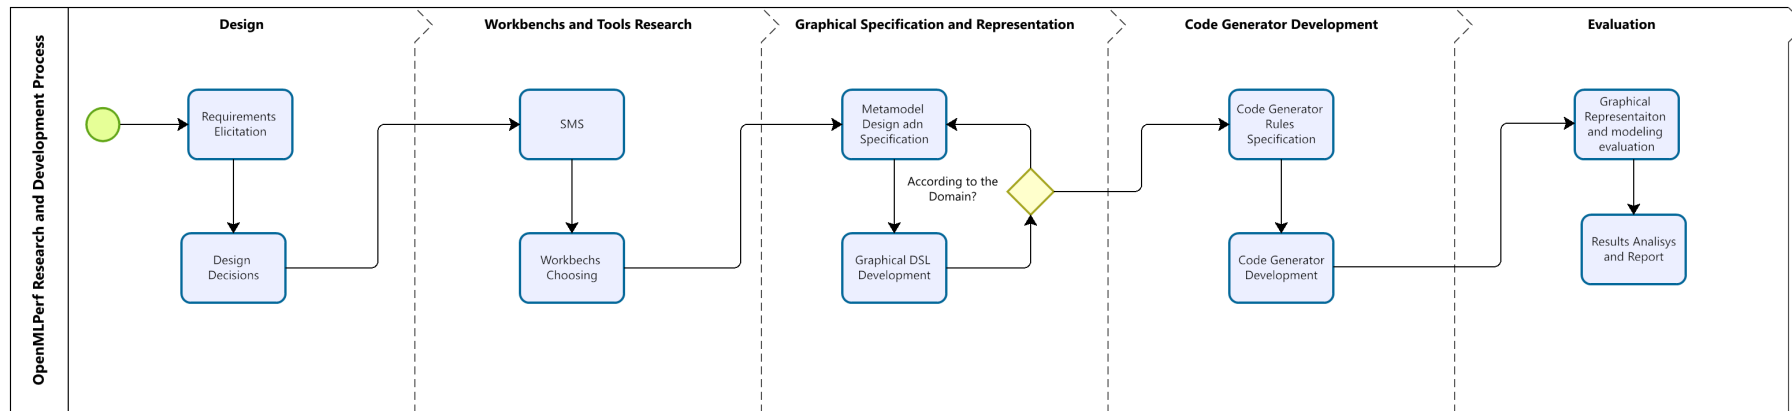 OpenMLPerf Research and Development Process
Design
Workbenchs and Tools Research
Graphical Specification and Representation
Code Generator Development
Evaluation
Requirements
Elicitation
Design
Decisions
SMS
Workbechs
Choosing
Metamodel
Design adn
Specification
According to the
Domain?
Graphical DSL
Development
Code Generator
Rules
Specification
Code Generator
Development
Graphical
Representaiton
and modeling
evaluation
Results Analisys
and Report